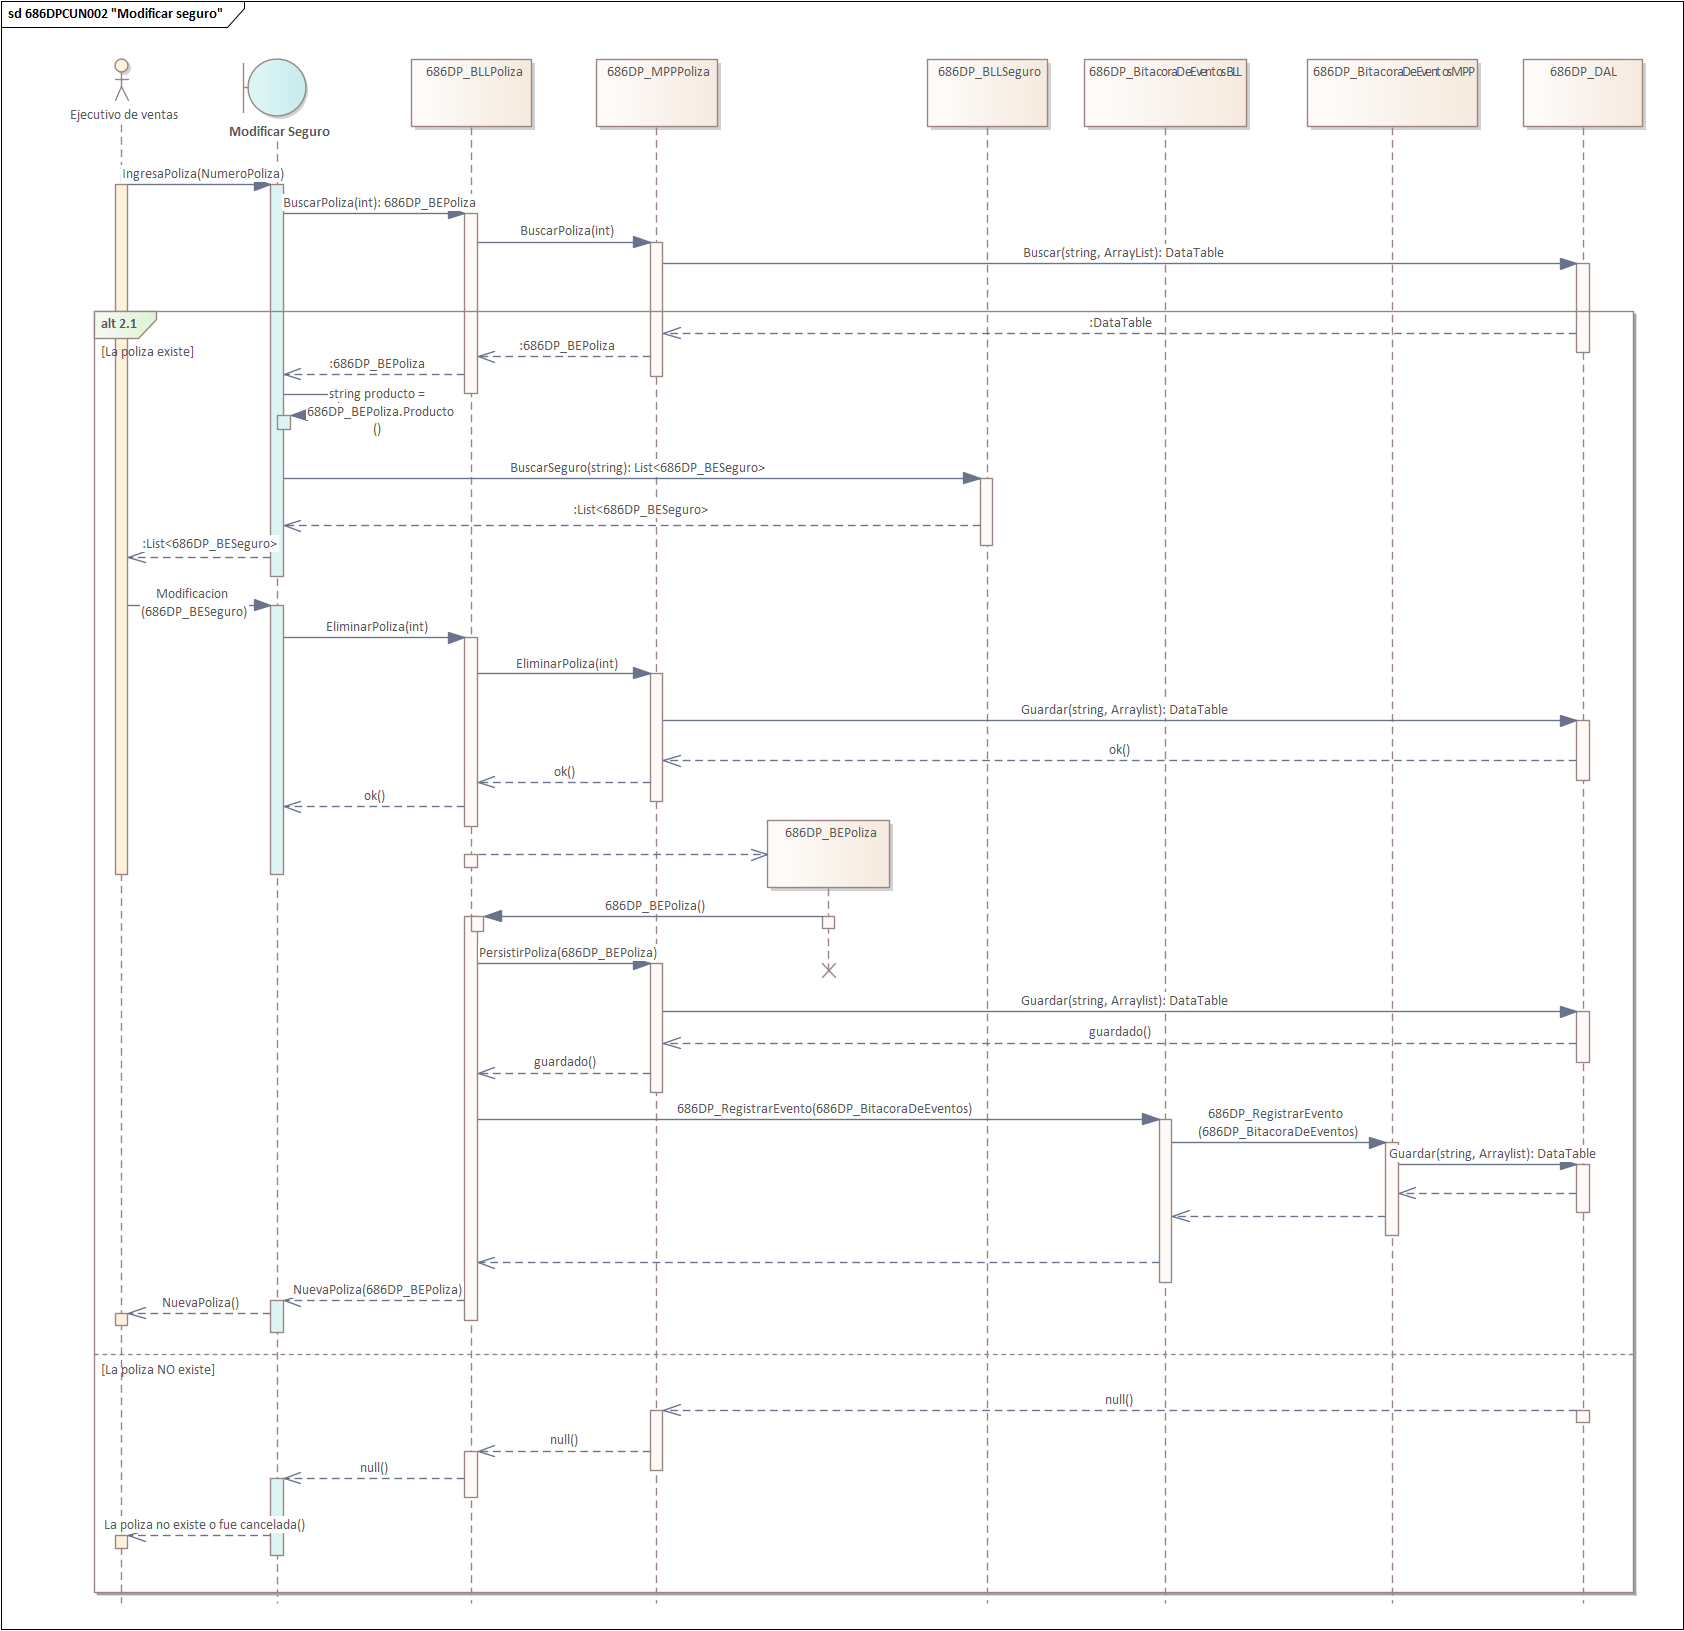 sd 686DPCUN002 "Modificar seguro"
Ejecutivo de ventas
Modificar Seguro
686DP_BLLPoliza
686DP_MPPPoliza
686DP_BLLSeguro
686DP_BitacoraDeEventosBLL
686DP_BitacoraDeEventosMPP
686DP_DAL
IngresaPoliza(NumeroPoliza)
BuscarPoliza(int): 686DP_BEPoliza
BuscarPoliza(int)
Buscar(string, ArrayList): DataTable
alt 2.1
[La poliza existe]
:DataTable
:686DP_BEPoliza
:686DP_BEPoliza
string producto =
686DP_BEPoliza.Producto
()
BuscarSeguro(string): List<686DP_BESeguro>
:List<686DP_BESeguro>
:List<686DP_BESeguro>
Modificacion
(686DP_BESeguro)
EliminarPoliza(int)
EliminarPoliza(int)
Guardar(string, Arraylist): DataTable
ok()
ok()
ok()
686DP_BEPoliza
686DP_BEPoliza()
PersistirPoliza(686DP_BEPoliza)
Guardar(string, Arraylist): DataTable
guardado()
guardado()
686DP_RegistrarEvento(686DP_BitacoraDeEventos)
686DP_RegistrarEvento
(686DP_BitacoraDeEventos)
Guardar(string, Arraylist): DataTable
NuevaPoliza(686DP_BEPoliza)
NuevaPoliza()
[La poliza NO existe]
null()
null()
null()
La poliza no existe o fue cancelada()